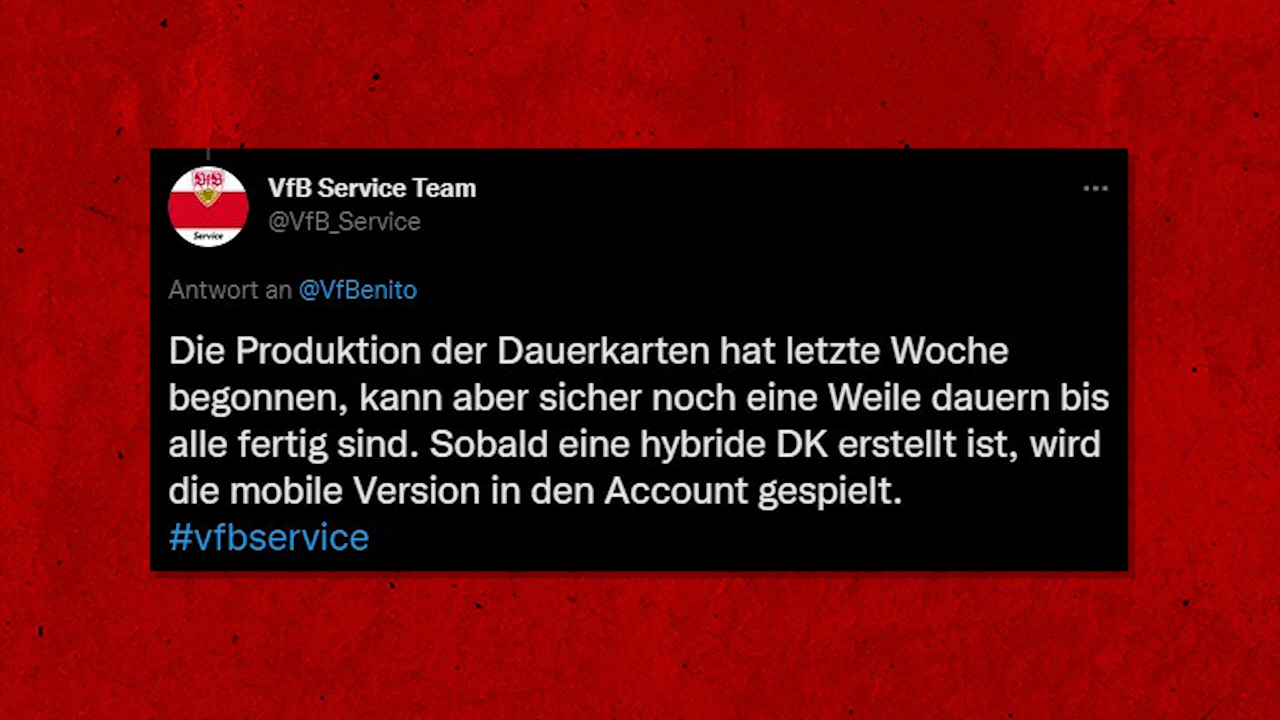 VfB
Service
VfB Service Team
@VfB_Service
Antwort an @VfBenito
Die Produktion der Dauerkarten hat letzte Woche
begonnen, kann aber sicher noch eine Weile dauern bis
alle fertig sind. Sobald eine hybride DK erstellt ist, wird
die mobile Version in den Account gespielt.
#vfbservice